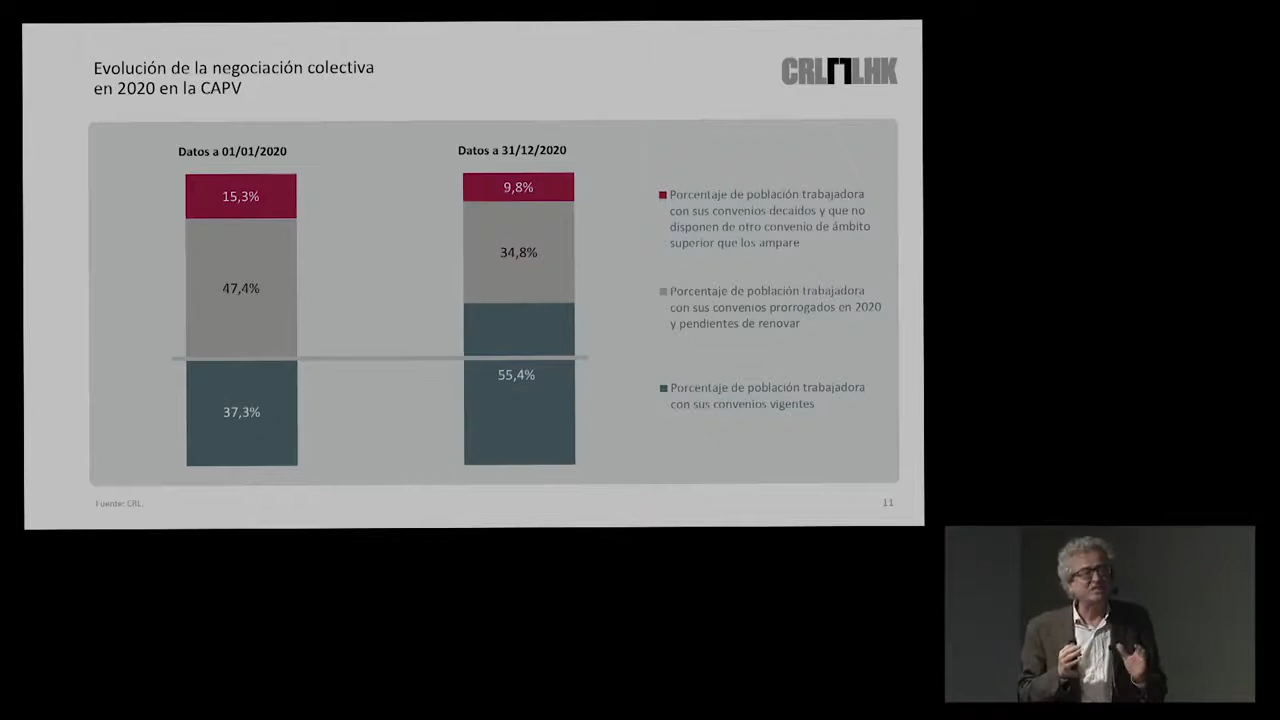 Evolución de la negociación colectiva
en 2020 en la CAPV
CRL LHK
Datos a 01/01/2020
15,3%
47,4%
37,3%
Datos a 31/12/2020
9,8%
34,8%
55,4%
Porcentaje de población trabajadora
con sus convenios decaídos y que no
disponen de otro convenio de ámbito
superior que los ampare
Porcentaje de población trabajadora
con sus convenios prorrogados en 2020
y pendientes de renovar
Porcentaje de población trabajadora
con sus convenios vigentes
Fuente: CRL.
11